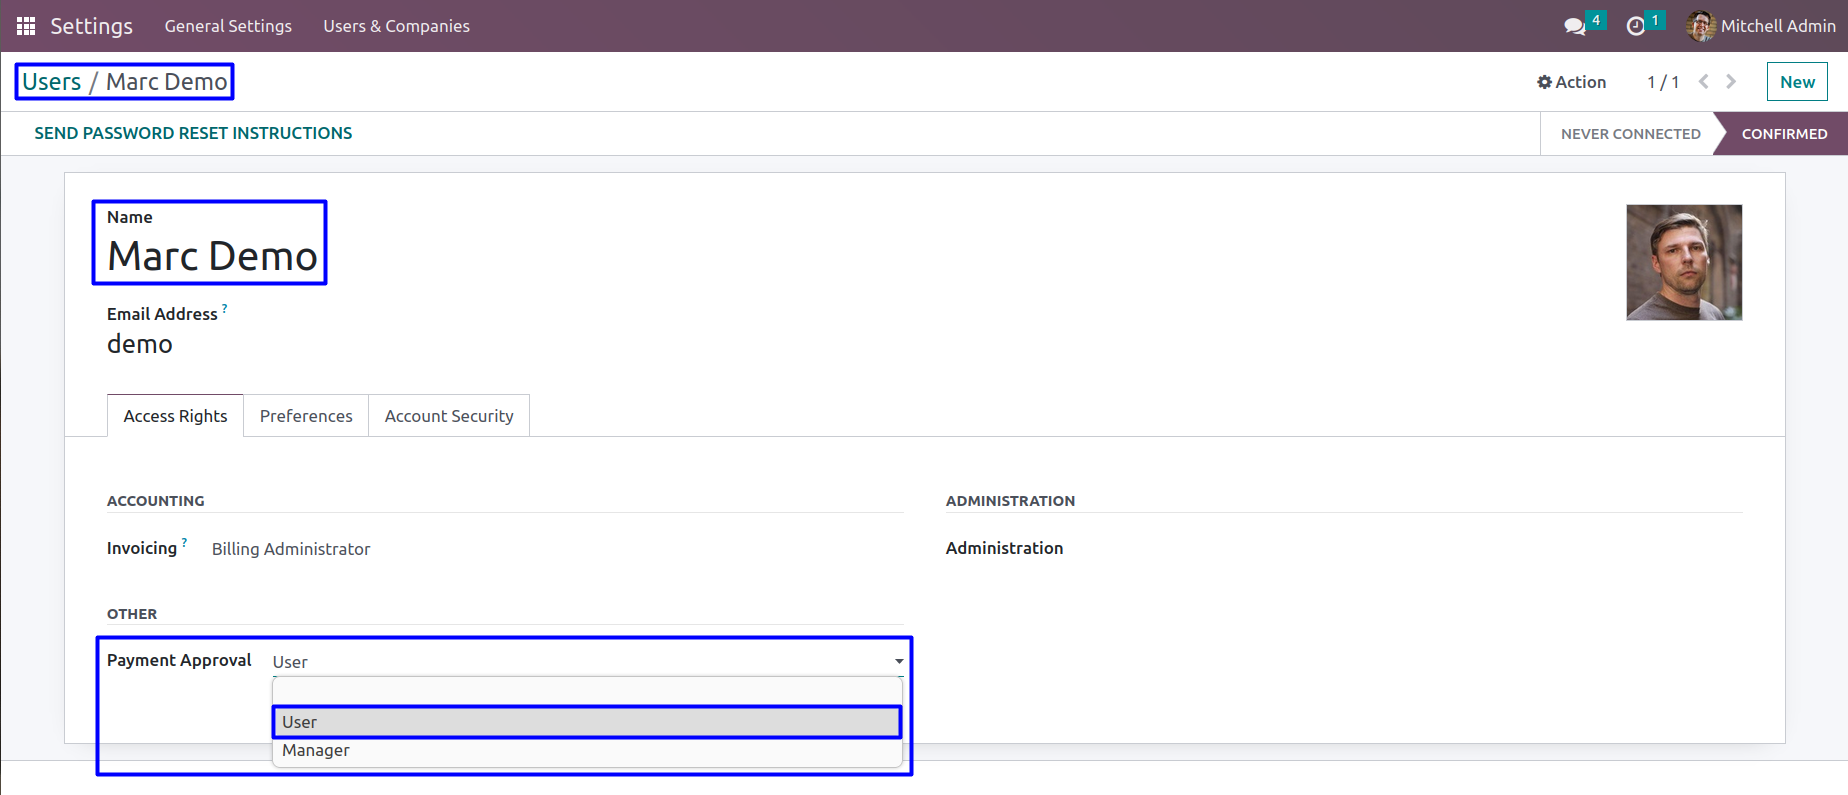 Settings General Settings Users & Companies 4 1 Mitchell Admin
Users / Marc Demo Action 1 / 1 New
SEND PASSWORD RESET INSTRUCTIONS NEVER CONNECTED CONFIRMED
Name
Marc Demo
Email Address ?
demo
Access Rights Preferences Account Security
ACCOUNTING ADMINISTRATION
Invoicing ? Billing Administrator Administration
OTHER
Payment Approval User
User
Manager